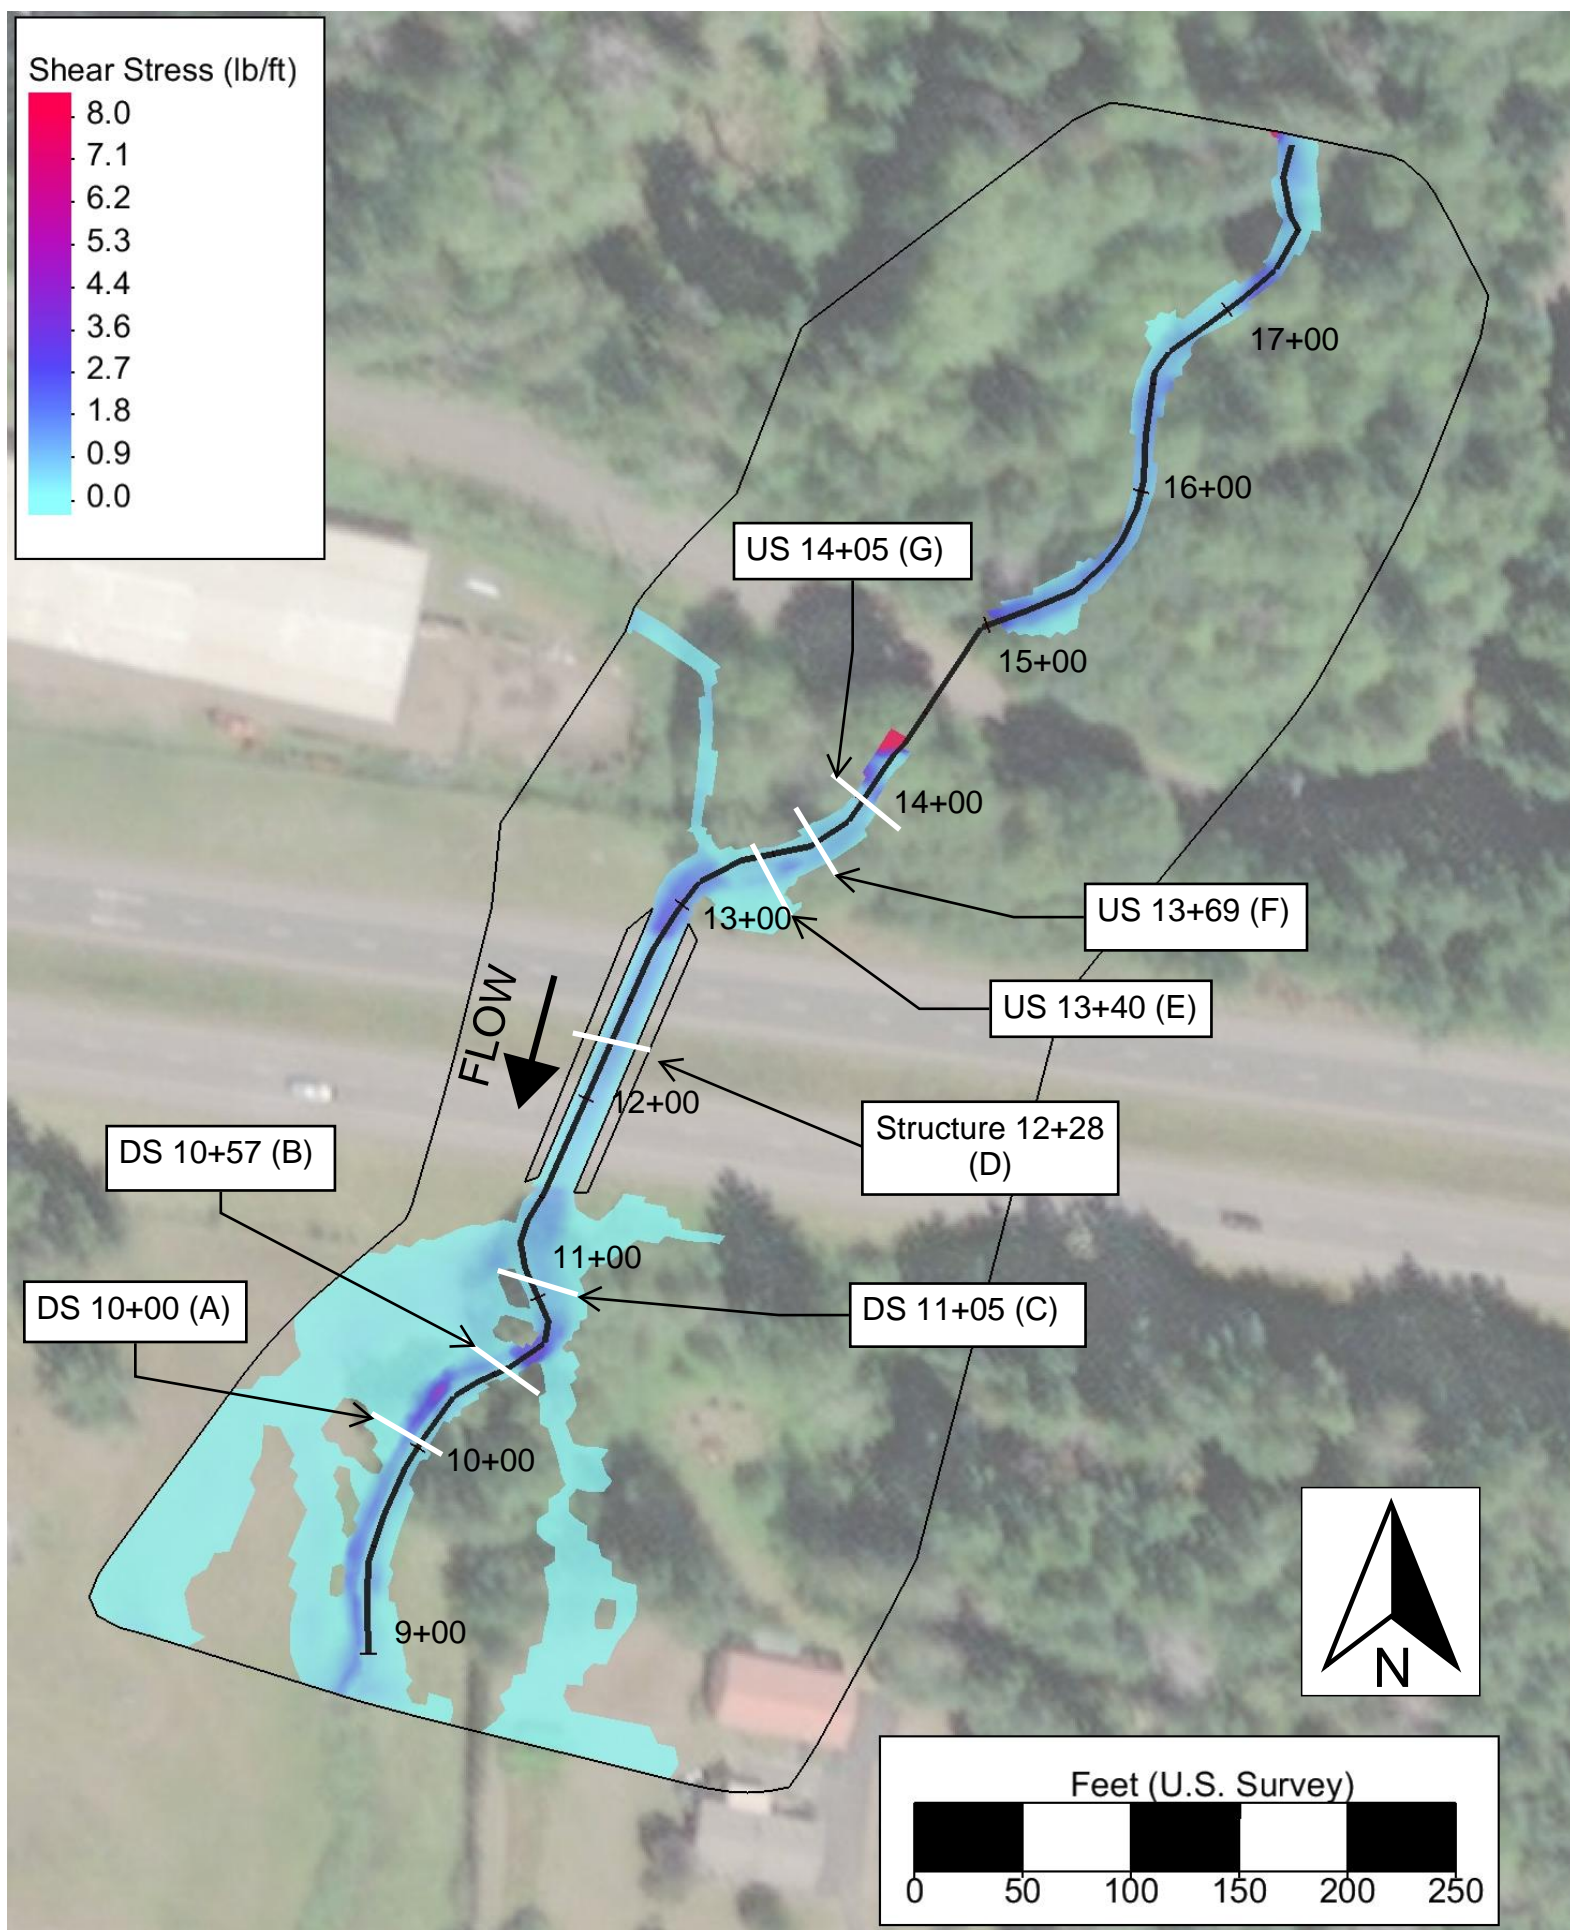 Shear Stress (lb/ft)
8.0
7.1
6.2
5.3
4.4
3.6
2.7
1.8
0.9
0.0
17+00
16+00
US 14+05 (G)
15+00
14+00
US 13+69 (F)
13+00
US 13+40 (E)
FLOW
12+00
Structure 12+28
(D)
DS 10+57 (B)
11+00
DS 10+00 (A)
DS 11+05 (C)
10+00
9+00
N
Feet (U.S. Survey)
0 50 100 150 200 250